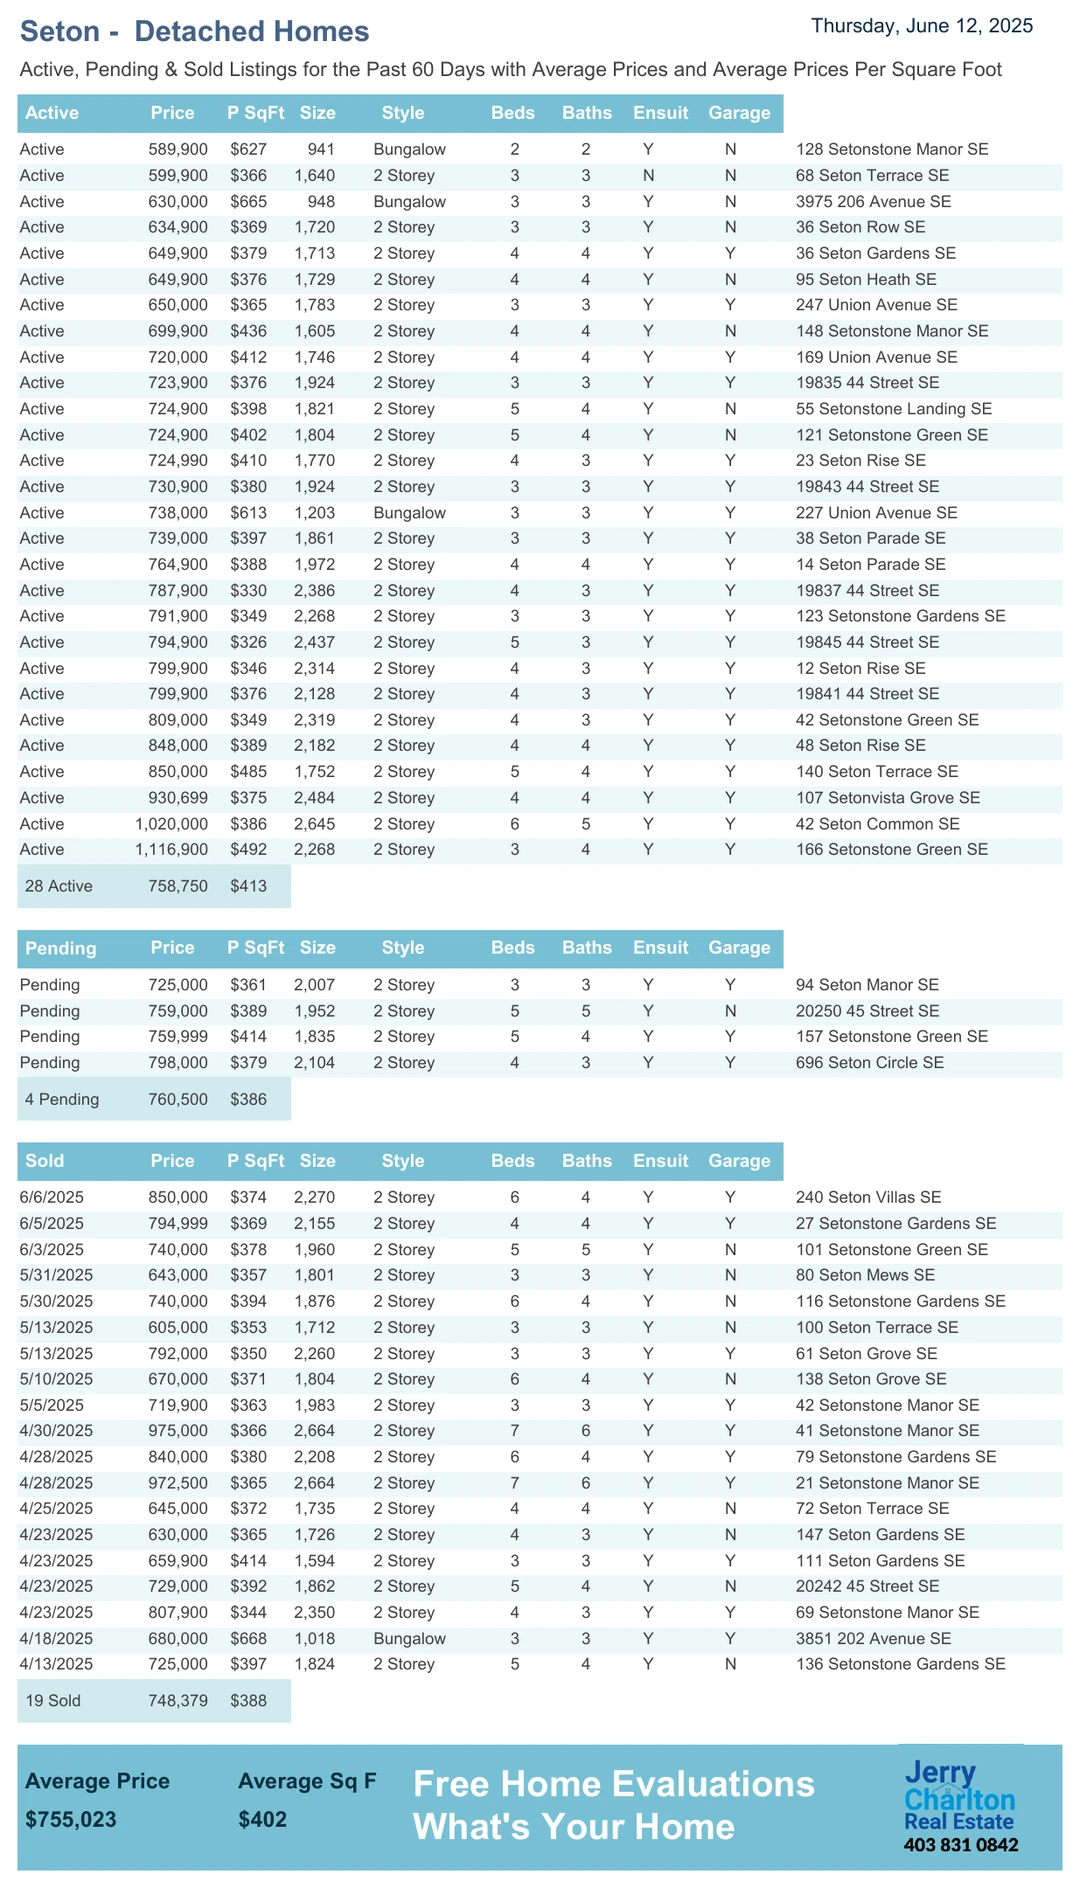 Seton - Detached Homes
Thursday, June 12, 2025
Active, Pending & Sold Listings for the Past 60 Days with Average Prices and Average Prices Per Square Foot
Active Price P SqFt Size Style Beds Baths Ensuit Garage
Active 589,900 $627 941 Bungalow 2 2 Y N 128 Setonstone Manor SE
Active 599,900 $366 1,640 2 Storey 3 3 N N 68 Seton Terrace SE
Active 630,000 $665 948 Bungalow 3 3 Y N 3975 206 Avenue SE
Active 634,900 $369 1,720 2 Storey 3 3 Y N 36 Seton Row SE
Active 649,900 $379 1,713 2 Storey 4 4 Y Y 36 Seton Gardens SE
Active 649,900 $376 1,729 2 Storey 4 4 Y N 95 Seton Heath SE
Active 650,000 $365 1,783 2 Storey 3 3 Y Y 247 Union Avenue SE
Active 699,900 $436 1,605 2 Storey 4 4 Y N 148 Setonstone Manor SE
Active 720,000 $412 1,746 2 Storey 4 4 Y Y 169 Union Avenue SE
Active 723,900 $376 1,924 2 Storey 3 3 Y Y 19835 44 Street SE
Active 724,900 $398 1,821 2 Storey 5 4 Y N 55 Setonstone Landing SE
Active 724,900 $402 1,804 2 Storey 5 4 Y N 121 Setonstone Green SE
Active 724,990 $410 1,770 2 Storey 4 3 Y Y 23 Seton Rise SE
Active 730,900 $380 1,924 2 Storey 3 3 Y Y 19843 44 Street SE
Active 738,000 $613 1,203 Bungalow 3 3 Y Y 227 Union Avenue SE
Active 739,000 $397 1,861 2 Storey 3 3 Y Y 38 Seton Parade SE
Active 764,900 $388 1,972 2 Storey 4 4 Y Y 14 Seton Parade SE
Active 787,900 $330 2,386 2 Storey 4 3 Y Y 19837 44 Street SE
Active 791,900 $349 2,268 2 Storey 3 3 Y Y 123 Setonstone Gardens SE
Active 794,900 $326 2,437 2 Storey 5 3 Y Y 19845 44 Street SE
Active 799,900 $346 2,314 2 Storey 4 3 Y Y 12 Seton Rise SE
Active 799,900 $376 2,128 2 Storey 4 3 Y Y 19841 44 Street SE
Active 809,000 $349 2,319 2 Storey 4 3 Y Y 42 Setonstone Green SE
Active 848,000 $389 2,182 2 Storey 4 4 Y Y 48 Seton Rise SE
Active 850,000 $485 1,752 2 Storey 5 4 Y Y 140 Seton Terrace SE
Active 930,699 $375 2,484 2 Storey 4 4 Y Y 107 Setonvista Grove SE
Active 1,020,000 $386 2,645 2 Storey 6 5 Y Y 42 Seton Common SE
Active 1,116,900 $492 2,268 2 Storey 3 4 Y Y 166 Setonstone Green SE
28 Active 758,750 $413
Pending Price P SqFt Size Style Beds Baths Ensuit Garage
Pending 725,000 $361 2,007 2 Storey 3 3 Y Y 94 Seton Manor SE
Pending 759,000 $389 1,952 2 Storey 5 5 Y N 20250 45 Street SE
Pending 759,999 $414 1,835 2 Storey 5 4 Y Y 157 Setonstone Green SE
Pending 798,000 $379 2,104 2 Storey 4 3 Y Y 696 Seton Circle SE
4 Pending 760,500 $386
Sold Price P SqFt Size Style Beds Baths Ensuit Garage
6/6/2025 850,000 $374 2,270 2 Storey 6 4 Y Y 240 Seton Villas SE
6/5/2025 794,999 $369 2,155 2 Storey 4 4 Y Y 27 Setonstone Gardens SE
6/3/2025 740,000 $378 1,960 2 Storey 5 5 Y N 101 Setonstone Green SE
5/31/2025 643,000 $357 1,801 2 Storey 3 3 Y N 80 Seton Mews SE
5/30/2025 740,000 $394 1,876 2 Storey 6 4 Y N 116 Setonstone Gardens SE
5/13/2025 605,000 $353 1,712 2 Storey 3 3 Y N 100 Seton Terrace SE
5/13/2025 792,000 $350 2,260 2 Storey 3 3 Y Y 61 Seton Grove SE
5/10/2025 670,000 $371 1,804 2 Storey 6 4 Y N 138 Seton Grove SE
5/5/2025 719,900 $363 1,983 2 Storey 3 3 Y Y 42 Setonstone Manor SE
4/30/2025 975,000 $366 2,664 2 Storey 7 6 Y Y 41 Setonstone Manor SE
4/28/2025 840,000 $380 2,208 2 Storey 6 4 Y Y 79 Setonstone Gardens SE
4/28/2025 972,500 $365 2,664 2 Storey 7 6 Y Y 21 Setonstone Manor SE
4/25/2025 645,000 $372 1,735 2 Storey 4 4 Y N 72 Seton Terrace SE
4/23/2025 630,000 $365 1,726 2 Storey 4 3 Y N 147 Seton Gardens SE
4/23/2025 659,900 $414 1,594 2 Storey 3 3 Y Y 111 Seton Gardens SE
4/23/2025 729,000 $392 1,862 2 Storey 5 4 Y N 20242 45 Street SE
4/23/2025 807,900 $344 2,350 2 Storey 4 3 Y Y 69 Setonstone Manor SE
4/18/2025 680,000 $668 1,018 Bungalow 3 3 Y Y 3851 202 Avenue SE
4/13/2025 725,000 $397 1,824 2 Storey 5 4 Y N 136 Setonstone Gardens SE
19 Sold 748,379 $388
Average Price Average Sq F
$755,023 $402
Free Home Evaluations
What's Your Home
Jerry
Charlton
Real Estate
403 831 0842